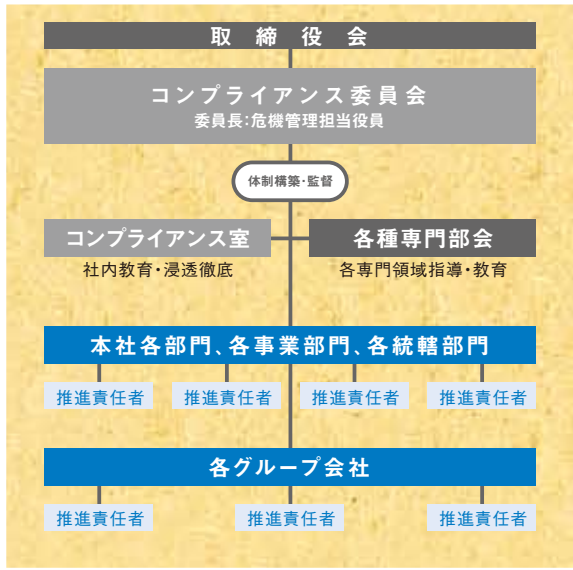 取締役会
コンプライアンス委員会
委員長:危機管理担当役員
体制構築・監督
コンプライアンス室
各種専門部会
社内教育・浸透徹底
各専門領域指導・教育
本社各部門、各事業部門、各統轄部門
推進責任者 推進責任者 推進責任者 推進責任者
各グループ会社
推進責任者 推進責任者 推進責任者